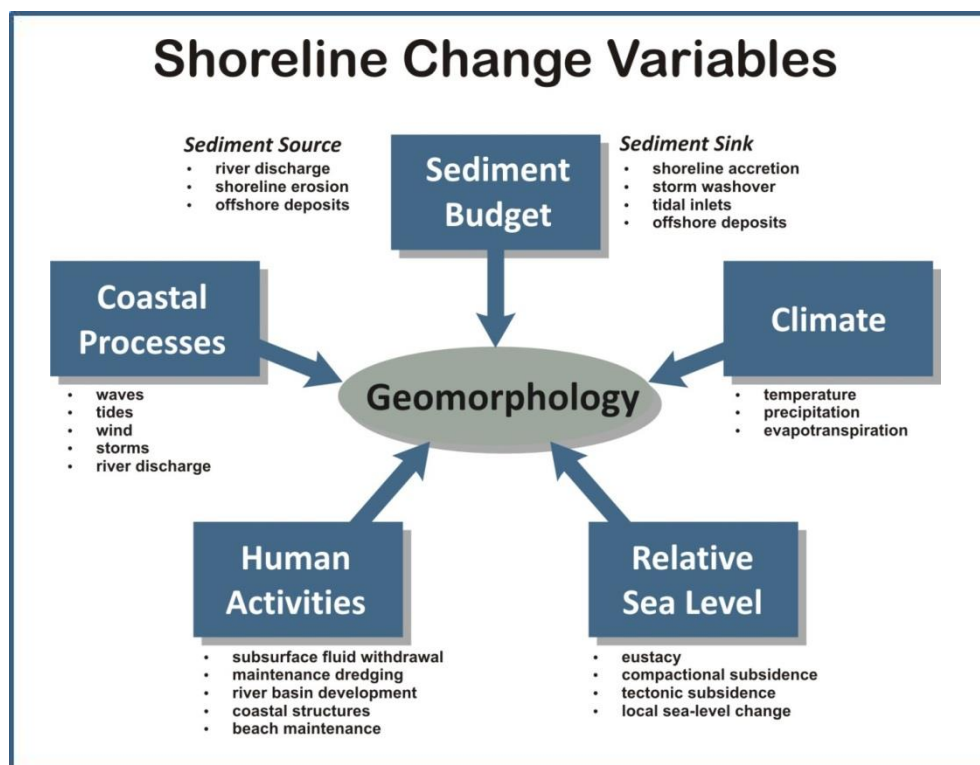 Shoreline Change Variables
Sediment Source
• river discharge
• shoreline erosion
• offshore deposits
Sediment
Budget
Sediment Sink
• shoreline accretion
• storm washover
• tidal inlets
• offshore deposits
Coastal
Processes
• waves
• tides
• wind
• storms
• river discharge
Geomorphology
Climate
• temperature
• precipitation
• evapotranspiration
Human
Activities
• subsurface fluid withdrawal
• maintenance dredging
• river basin development
• coastal structures
• beach maintenance
Relative
Sea Level
• eustacy
• compactional subsidence
• tectonic subsidence
• local sea-level change